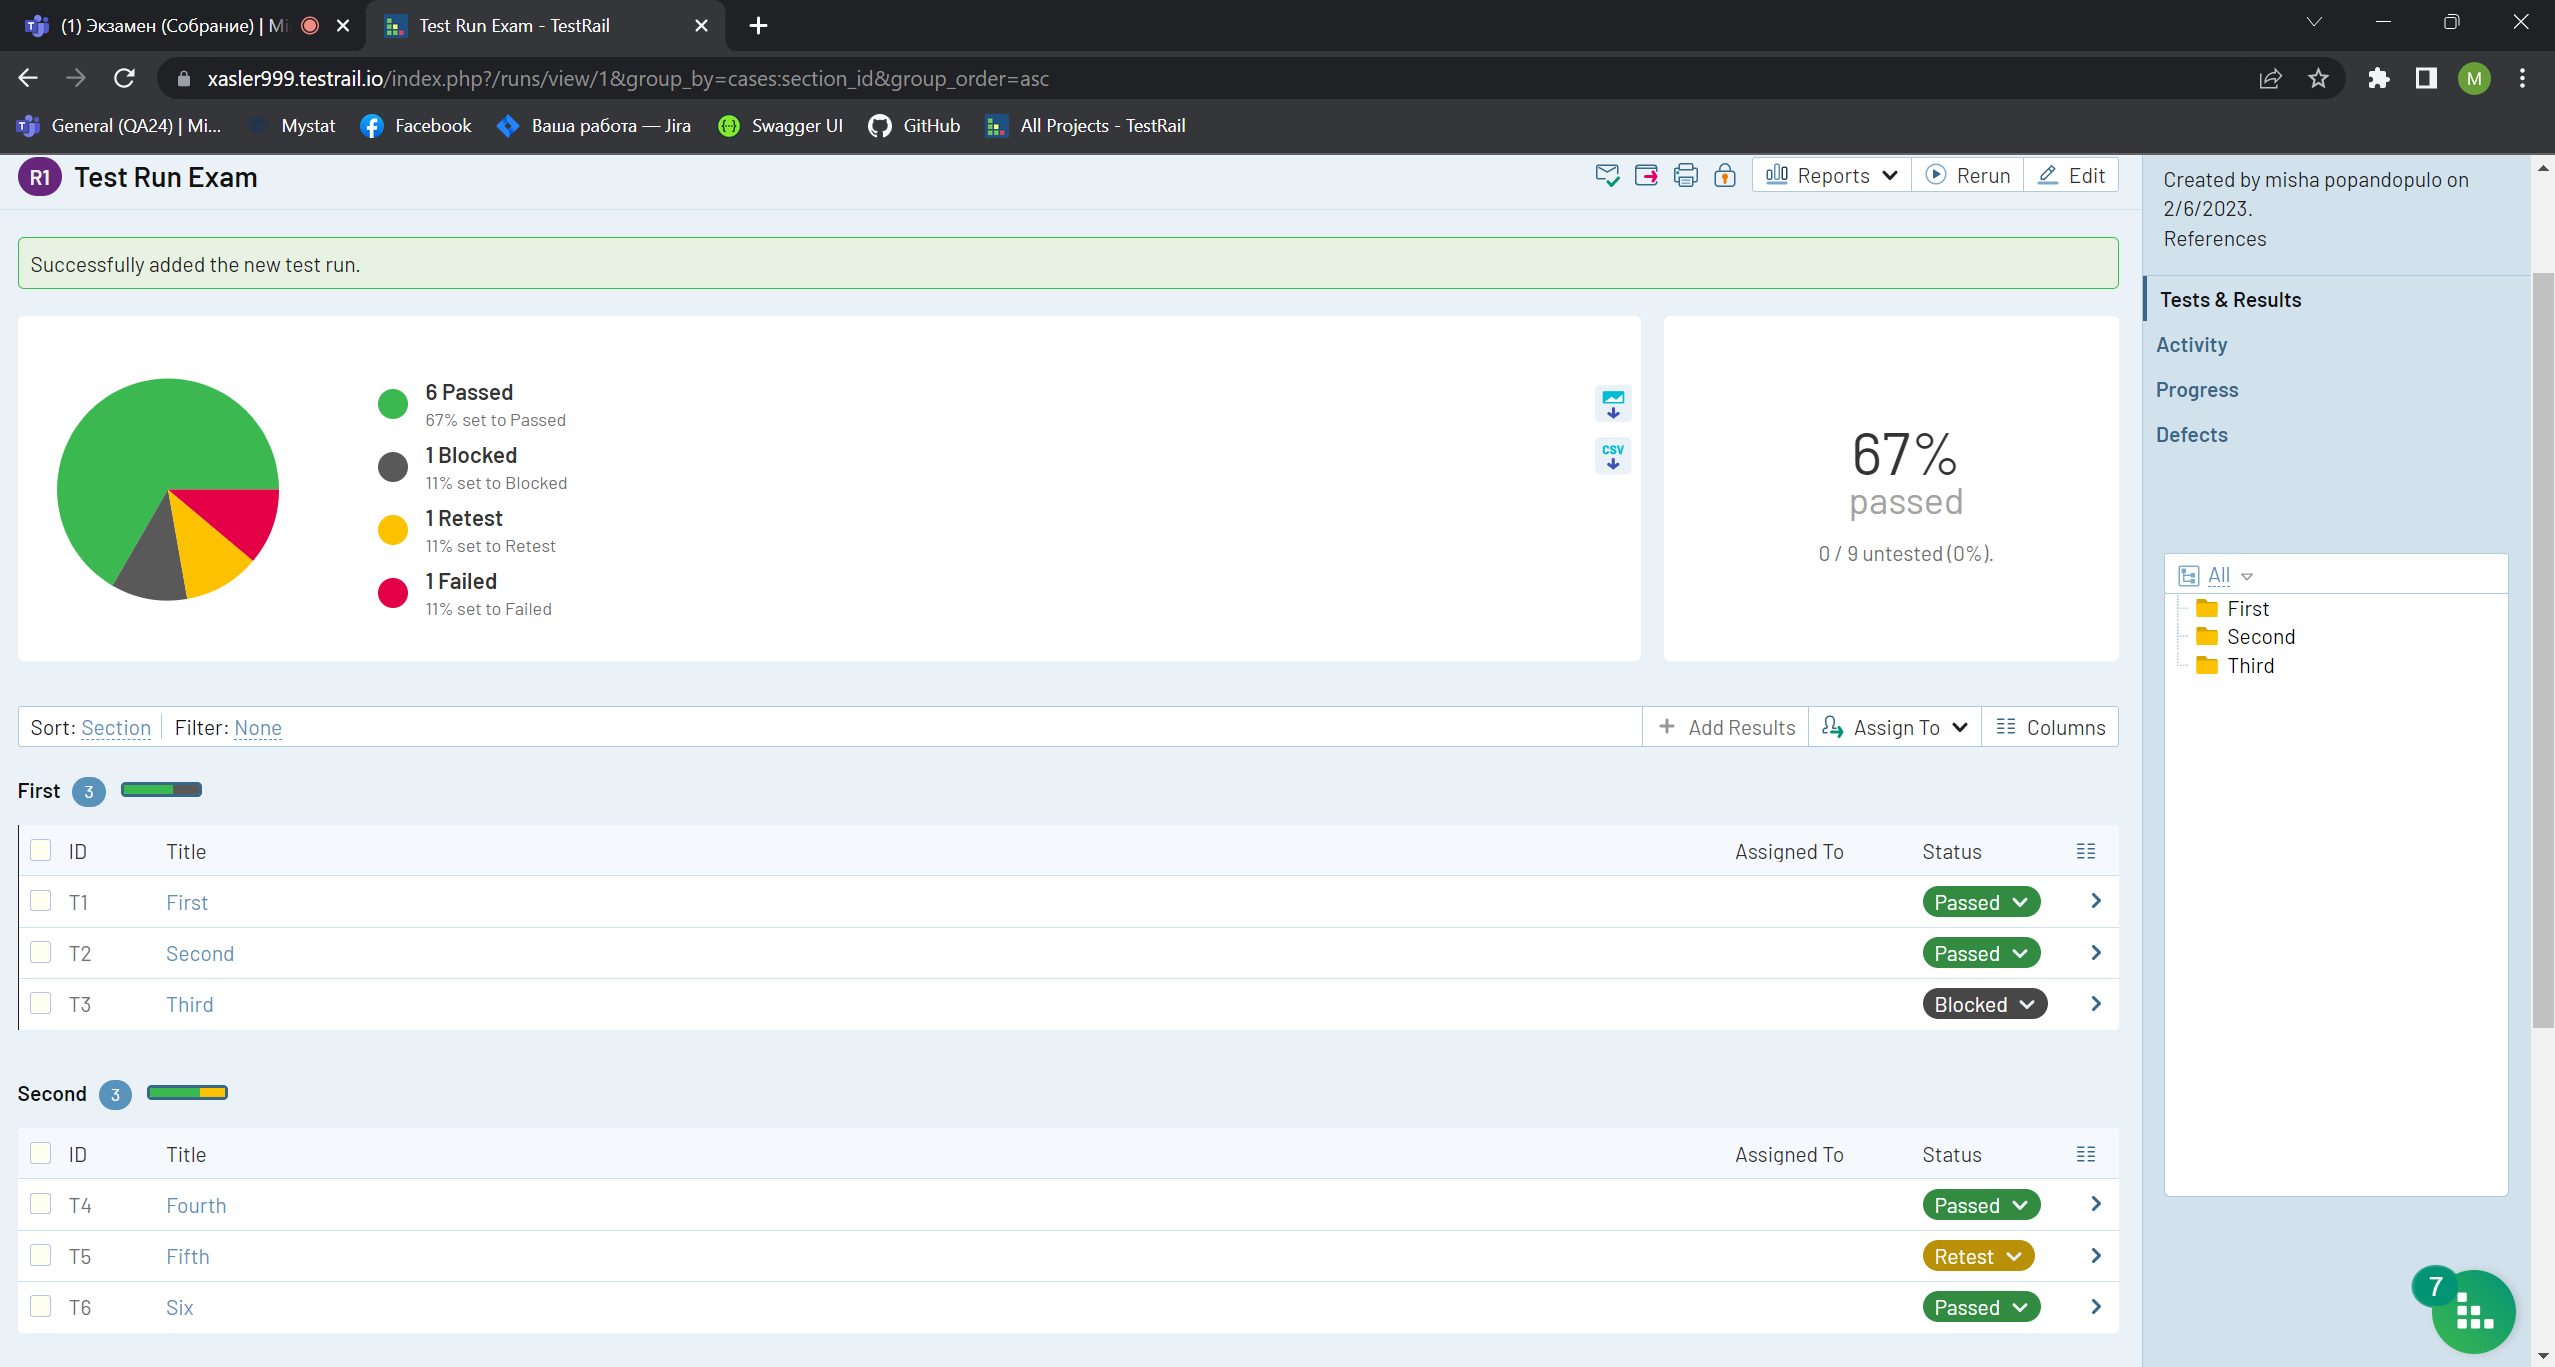 (1) Экзамен (Собрание) | Mi
Test Run Exam - TestRail
xasler999.testrail.io/index.php?/runs/view/1&group_by=cases:section_id&group_order=asc
M
General (QA24) | Mi...
Mystat
Facebook
Ваша работа — Jira
Swagger UI
GitHub
All Projects - TestRail
R1 Test Run Exam
Reports
Rerun
Edit
Created by misha popandopulo on
2/6/2023.
References
Successfully added the new test run.
Tests & Results
Activity
Progress
Defects
6 Passed
67% set to Passed
1 Blocked
11% set to Blocked
1 Retest
11% set to Retest
1 Failed
11% set to Failed
CSV
67%
passed
0 / 9 untested (0%).
All
First
Second
Third
Sort: Section Filter: None
+ Add Results
Assign To
Columns
First 3
ID Title Assigned To Status
T1 First Passed
T2 Second Passed
T3 Third Blocked
Second 3
ID Title Assigned To Status
T4 Fourth Passed
T5 Fifth Retest
T6 Six Passed
7